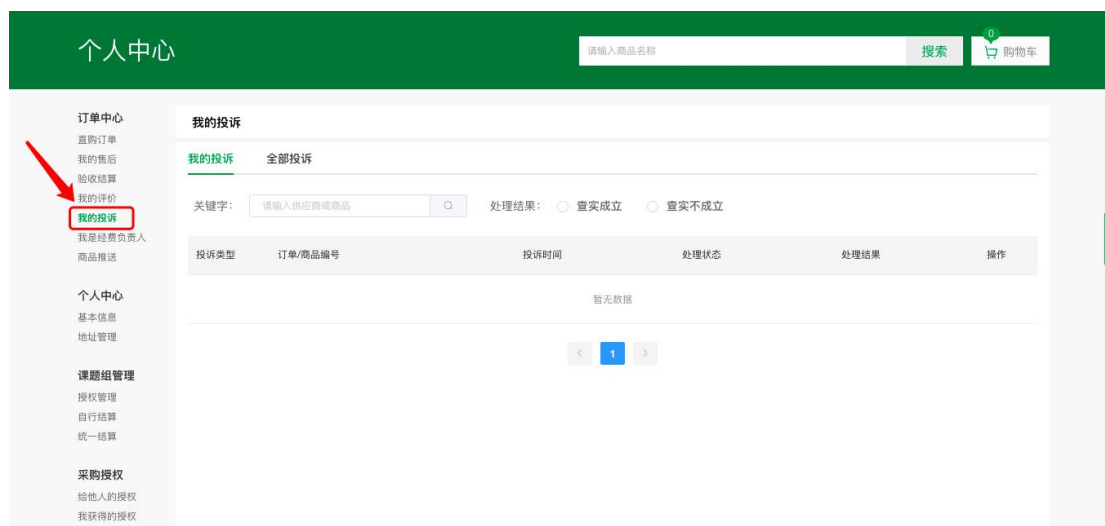 个人中心
请输入商品名称
搜索
0
购物车
订单中心
直购订单
我的售后
验收结算
我的评价
我的投诉
我是经费负责人
商品推送
个人中心
基本信息
地址管理
课题组管理
授权管理
自行结算
统一结算
采购授权
给他人的授权
我获得的授权
我的投诉
我的投诉 全部投诉
关键字: 请输入供应商或商品 处理结果: 查实成立 查实不成立
投诉类型 订单/商品编号 投诉时间 处理状态 处理结果 操作
暂无数据
< 1 >